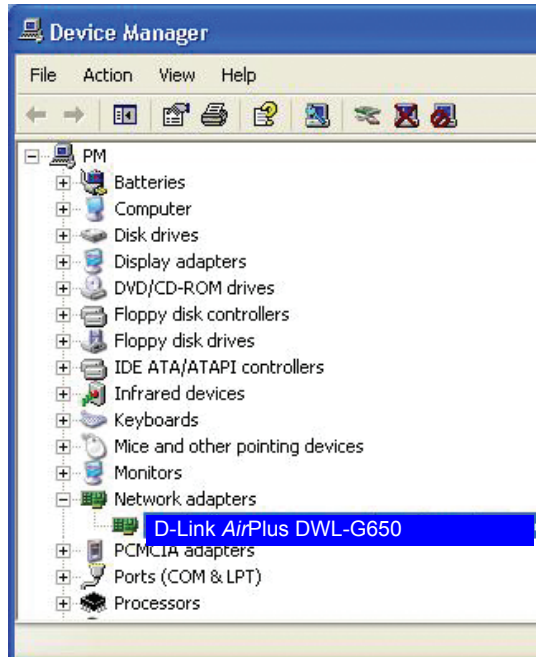 Device Manager
File Action View Help
PM
Batteries
Computer
Disk drives
Display adapters
DVD/CD-ROM drives
Floppy disk controllers
Floppy disk drives
IDE ATA/ATAPI controllers
Infrared devices
Keyboards
Mice and other pointing devices
Monitors
Network adapters
D-Link AirPlus DWL-G650
PCMCIA adapters
Ports (COM & LPT)
Processors